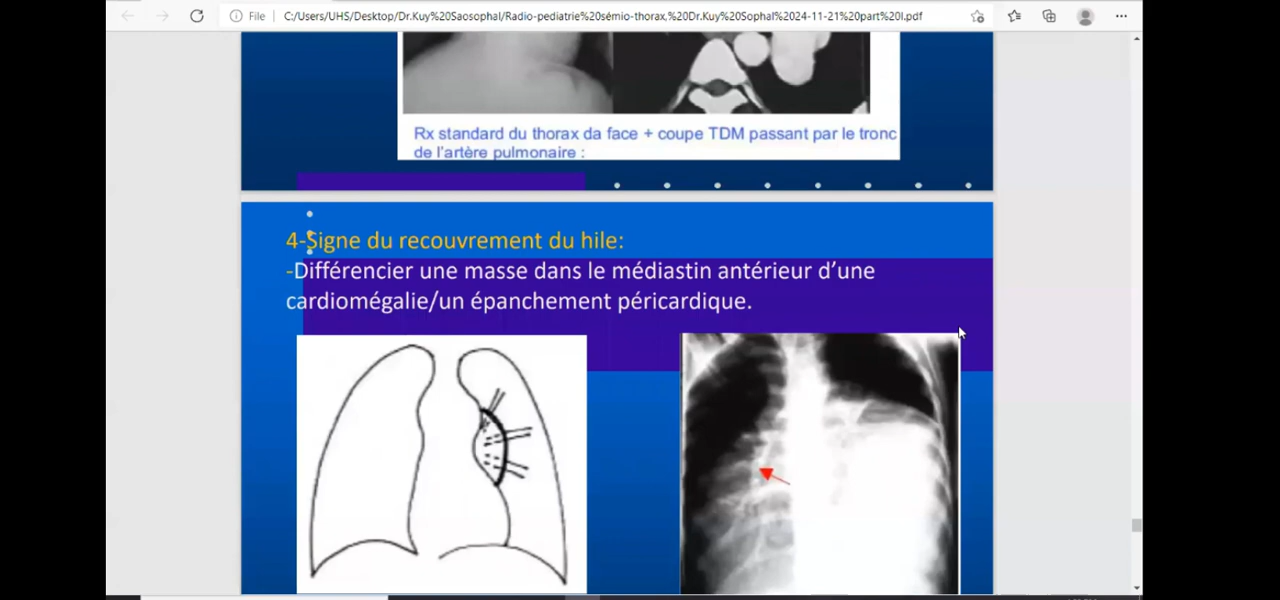 File
C:/Users/UHS/Desktop/Dr.Kuy%20Saosophal/Radio-pediatrie%20sémio-thorax,%20Dr.Kuy%20Sophal%2024-11-21%20part%20I.pdf
Rx standard du thorax da face + coupe TDM passant par le tronc
de l'artère pulmonaire :
4-Signe du recouvrement du hile:
-Différencier une masse dans le médiastin antérieur d’une
cardiomégalie/un épanchement péricardique.